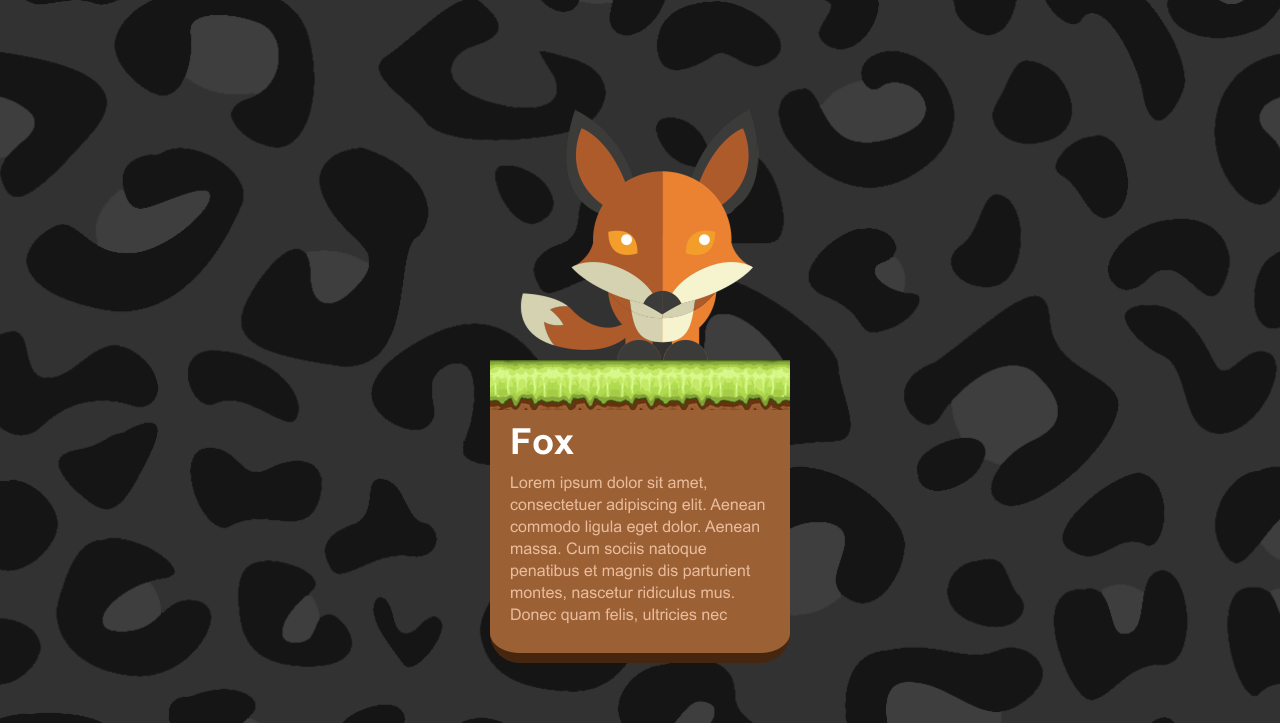 Fox
Lorem ipsum dolor sit amet,
consectetuer adipiscing elit. Aenean
commodo ligula eget dolor. Aenean
massa. Cum sociis natoque
penatibus et magnis dis parturient
montes, nascetur ridiculus mus.
Donec quam felis, ultricies nec